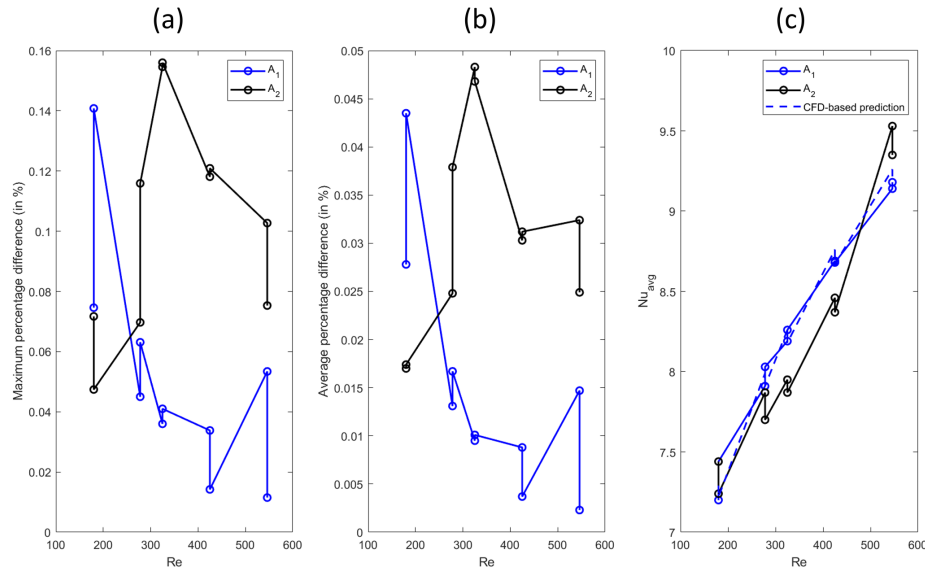 (a)
Maximum percentage difference (in %)
0.16
0.14
0.12
0.1
0.08
0.06
0.04
0.02
0
100
200
300
400
500
600
Re
A1
A2
(b)
Average percentage difference (in %)
0.05
0.045
0.04
0.035
0.03
0.025
0.02
0.015
0.01
0.005
0
100
200
300
400
500
600
Re
A1
A2
(c)
Nuavg
10
9.5
9
8.5
8
7.5
7
100
200
300
400
500
600
Re
A1
A2
CFD-based prediction